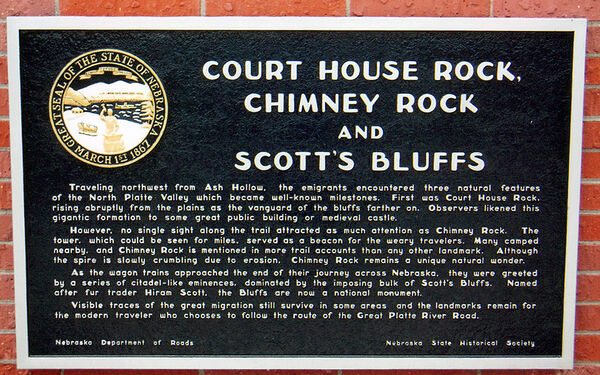 GREAT SEAL OF THE STATE OF NEBRASKA
MARCH 1ST 1867
COURT HOUSE ROCK,
CHIMNEY ROCK
AND
SCOTT'S BLUFFS
Traveling northwest from Ash Hollow, the emigrants encountered three natural features
of the North Platte Valley which became well-known milestones. First was Court House Rock,
rising abruptly from the plains as the vanguard of the bluffs farther on. Observers likened this
gigantic formation to some great public building or medieval castle.
However, no single sight along the trail attracted as much attention as Chimney Rock. The
tower, which could be seen for miles, served as a beacon for the weary travelers. Many camped
nearby, and Chimney Rock is mentioned in more trail accounts than any other landmark. Although
the spire is slowly crumbling due to erosion, Chimney Rock remains a unique natural wonder.
As the wagon trains approached the end of their journey across Nebraska, they were greeted
by a series of citadel-like eminences, dominated by the imposing bulk of Scott's Bluffs. Named
after fur trader Hiram Scott, the Bluffs are now a national monument.
Visible traces of the great migration still survive in some areas and the landmarks remain for
the modern traveler who chooses to follow the route of the Great Platte River Road.
Nebraska Department of Roads
Nebraska State Historical Society